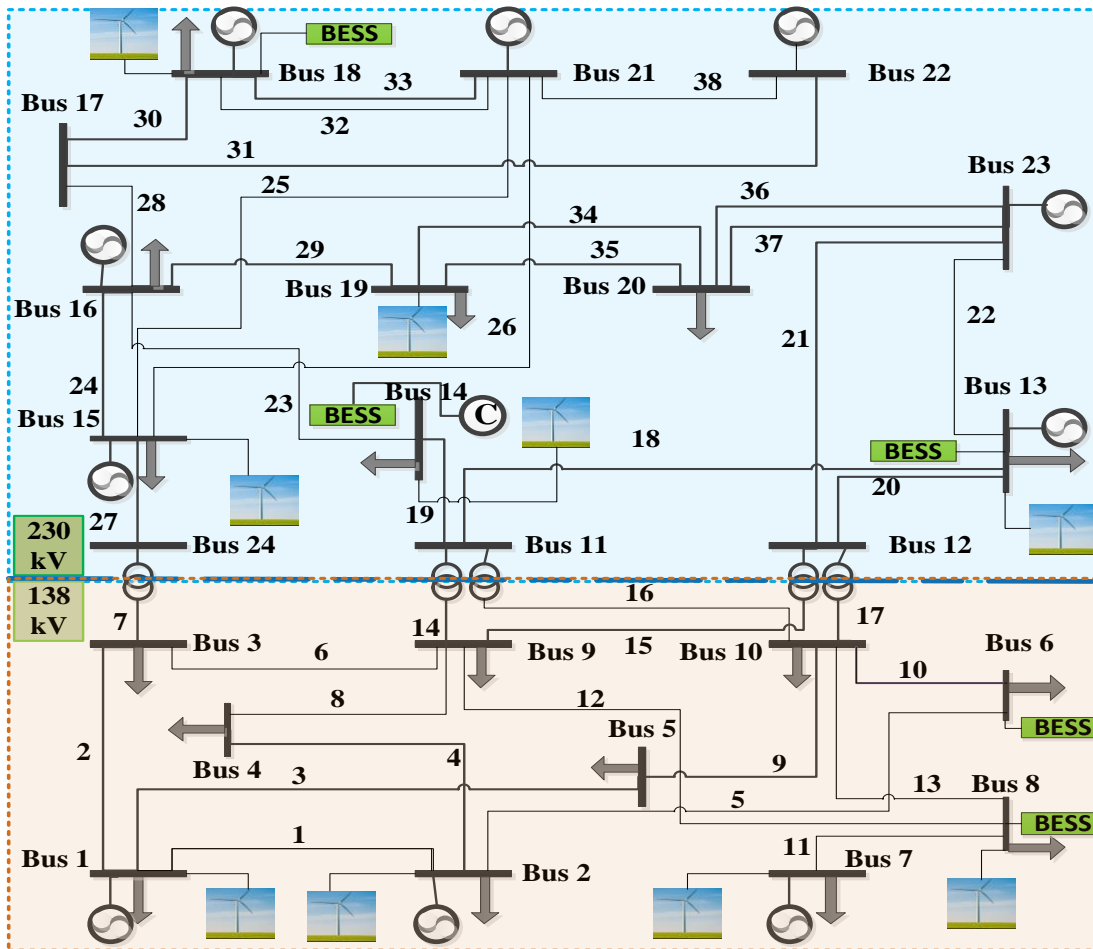 BESS
Bus 18
33
Bus 21
38
Bus 22
Bus 17
30
32
31
25
Bus 23
28
36
34
37
29
35
Bus 16
Bus 19
Bus 20
22
26
21
24
Bus 14
Bus 13
23
BESS
C
Bus 15
18
BESS
20
19
27
230
kV
Bus 24
Bus 11
Bus 12
138
kV
16
7
14
17
Bus 3
6
Bus 9
15
Bus 10
Bus 6
10
8
12
BESS
2
Bus 5
4
Bus 4
3
9
13
Bus 8
5
BESS
1
11
Bus 1
Bus 2
Bus 7